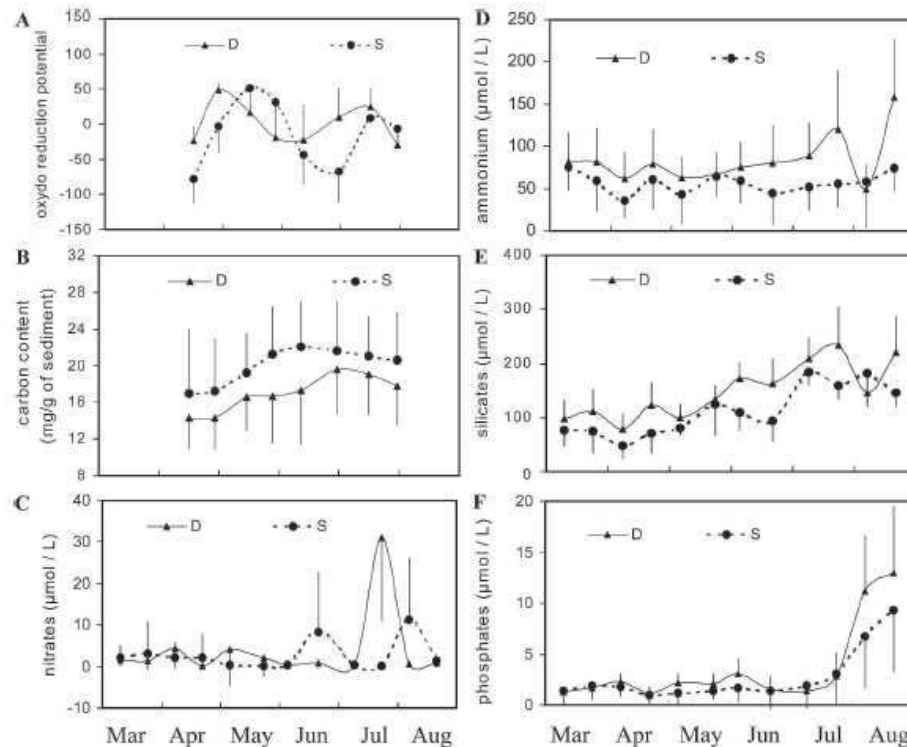 A
oxydo reduction potential
D
S
100
50
0
-50
-100
-150
B
carbon content
(mg/g of sediment)
D
S
32
28
24
20
16
12
8
C
nitrates (µmol / L)
D
S
40
30
20
10
0
-10
Mar Apr May Jun Jul Aug
D
ammonium (µmol / L)
D
S
250
200
150
100
50
0
E
silicates (µmol / L)
D
S
400
300
200
100
0
F
phosphates (µmol / L)
D
S
20
15
10
5
0
Mar Apr May Jun Jul Aug